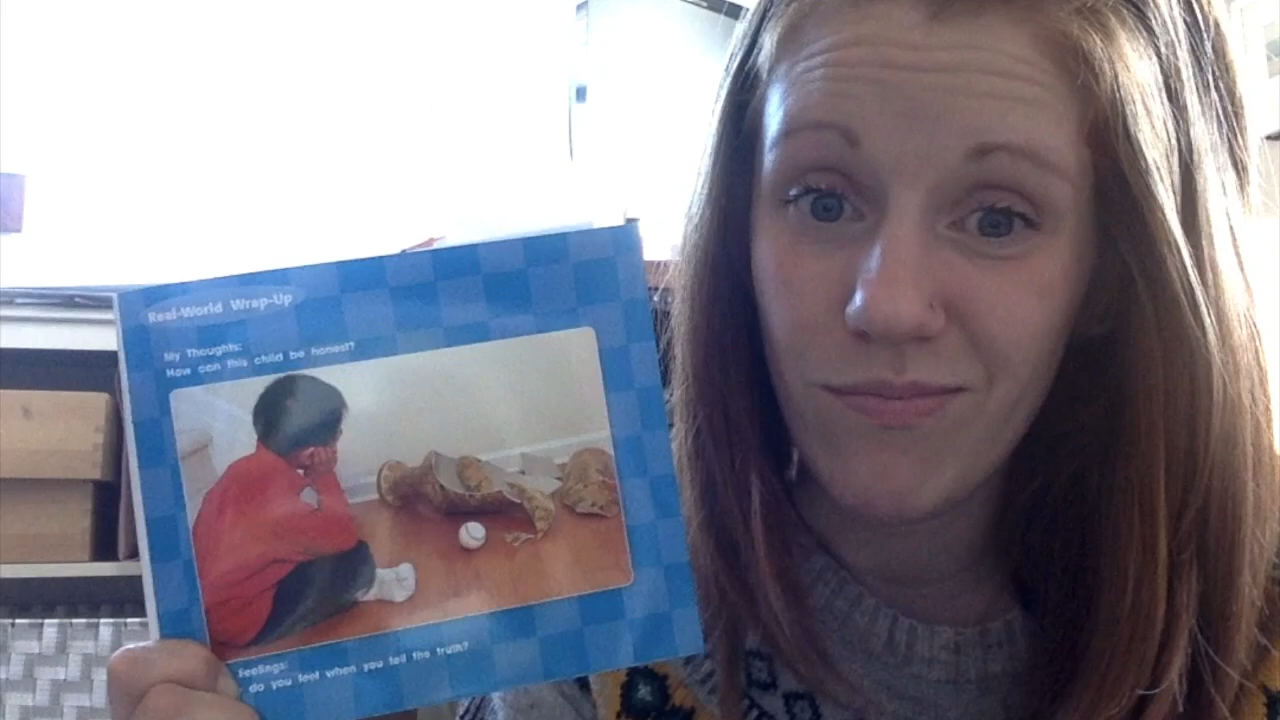 Real-World Wrap-Up
My Thoughts:
How can this child be honest?
Feelings:
do you feel when you tell the truth?